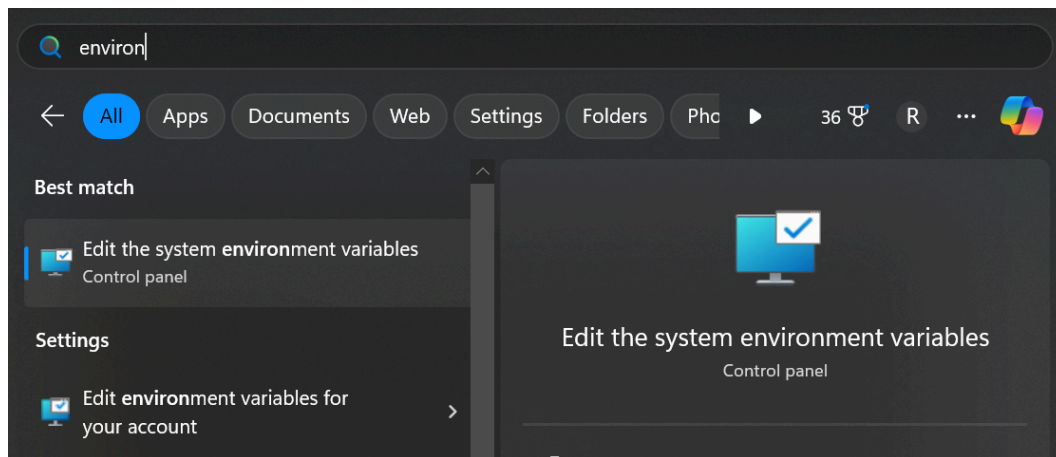 environ
All Apps Documents Web Settings Folders Pho 36 R ...
Best match
Edit the system environment variables
Control panel
Settings
Edit environment variables for
your account
Edit the system environment variables
Control panel